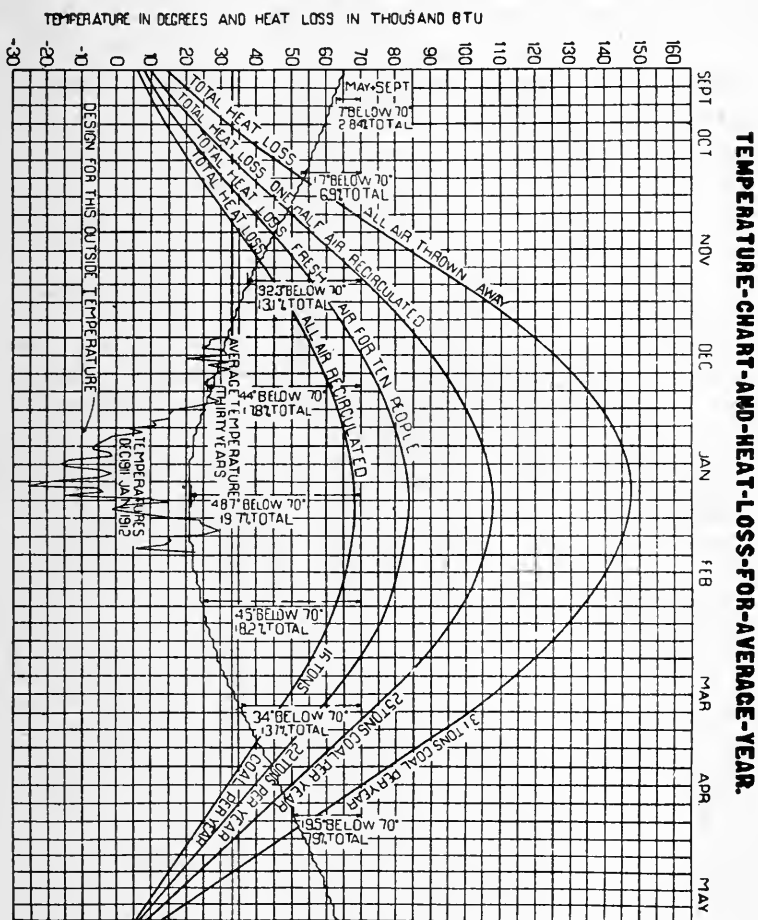 TEMPERATURE-CHART-AND-HEAT-LOSS-FOR-AVERAGE-YEAR.
TEMPERATURE IN DEGREES AND HEAT LOSS IN THOUSAND BTU
-30 -20 -10 0 10 20 30 40 50 60 70 80 90 100 110 120 130 140 150 160
SEPT
OCT
NOV
DEC
JAN
FEB
MAR
APR
MAY
MAY+SEPT
7°BELOW 70°
2.84% TOTAL
17°BELOW 70°
6.9% TOTAL
32.3°BELOW 70°
13.1% TOTAL
44°BELOW 70°
17.8% TOTAL
48.7°BELOW 70°
19.7% TOTAL
45°BELOW 70°
18.2% TOTAL
34°BELOW 70°
13.7% TOTAL
19.5°BELOW 70°
7.9% TOTAL
TOTAL HEAT LOSS ALL AIR THROWN AWAY
TOTAL HEAT LOSS ONE HALF AIR RECIRCULATED
TOTAL HEAT LOSS FRESH AIR FOR TEN PEOPLE
TOTAL HEAT LOSS ALL AIR RECIRCULATED
AVERAGE TEMPERATURE
THIRTY YEARS
DESIGN FOR THIS OUTSIDE TEMPERATURE
TEMPERATURES
DEC 1911 JAN 1912
31 TONS COAL PER YEAR
25 TONS COAL PER YEAR
22 TONS PER YEAR
16 TONS COAL PER YEAR